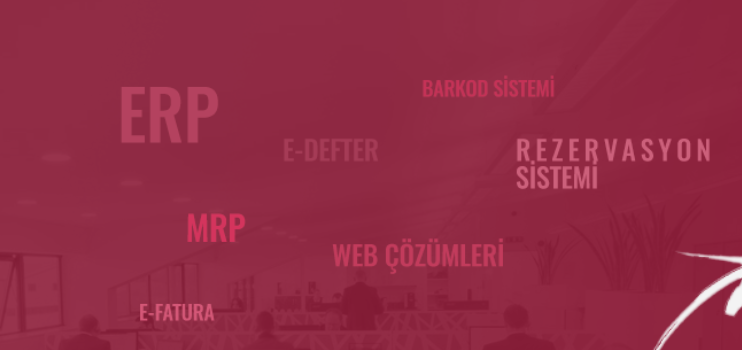 ERP
BARKOD SİSTEMİ
E-DEFTER
REZERVASYON
SİSTEMİ
MRP
WEB ÇÖZÜMLERİ
E-FATURA